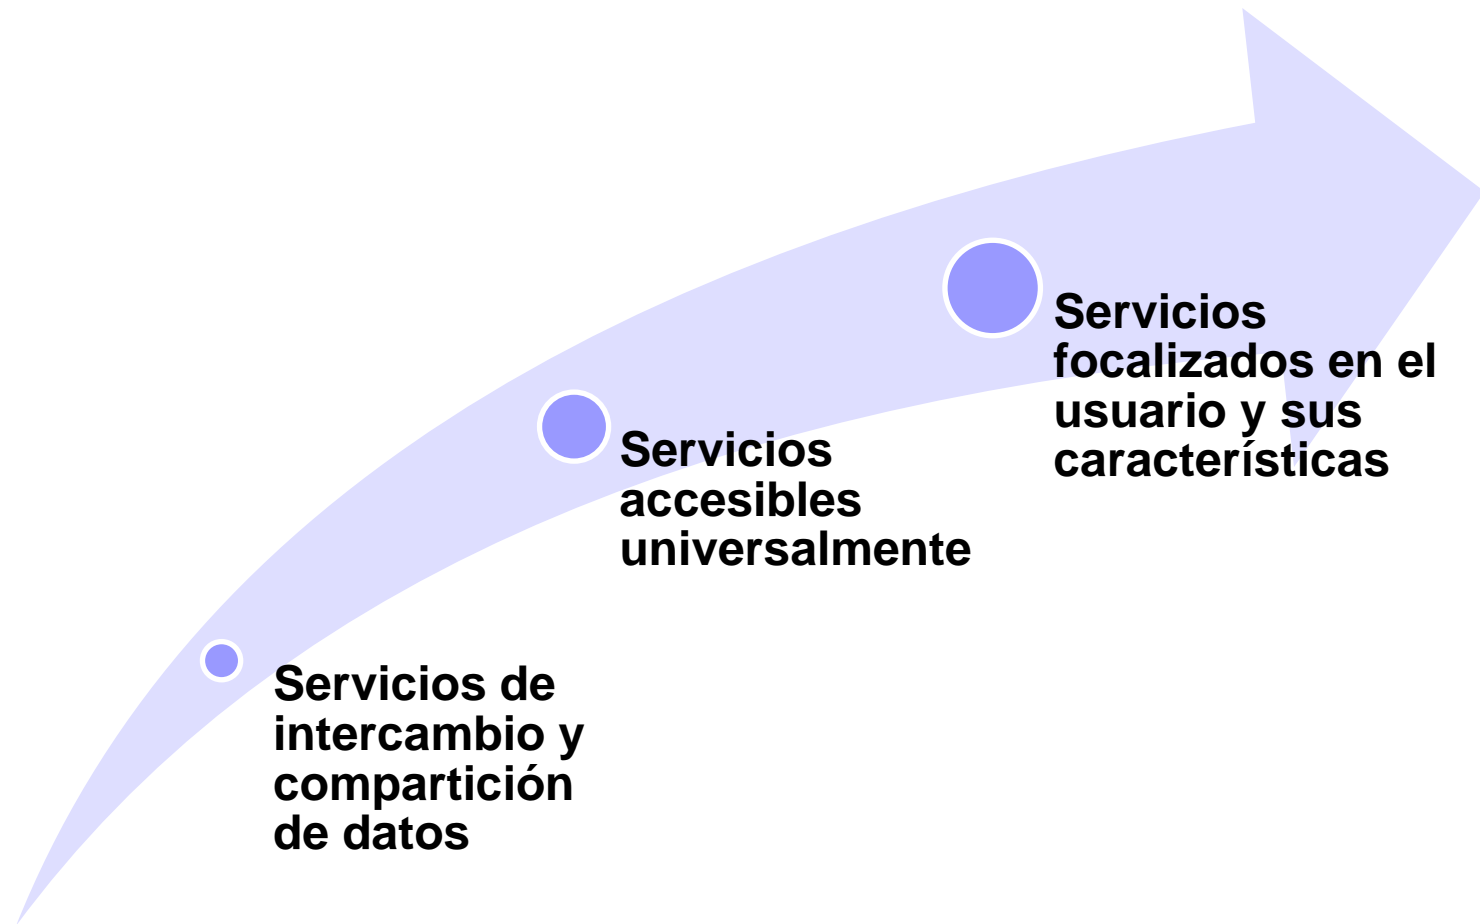 Servicios
focalizados en el
usuario y sus
características
Servicios
accesibles
universalmente
Servicios de
intercambio y
compartición
de datos